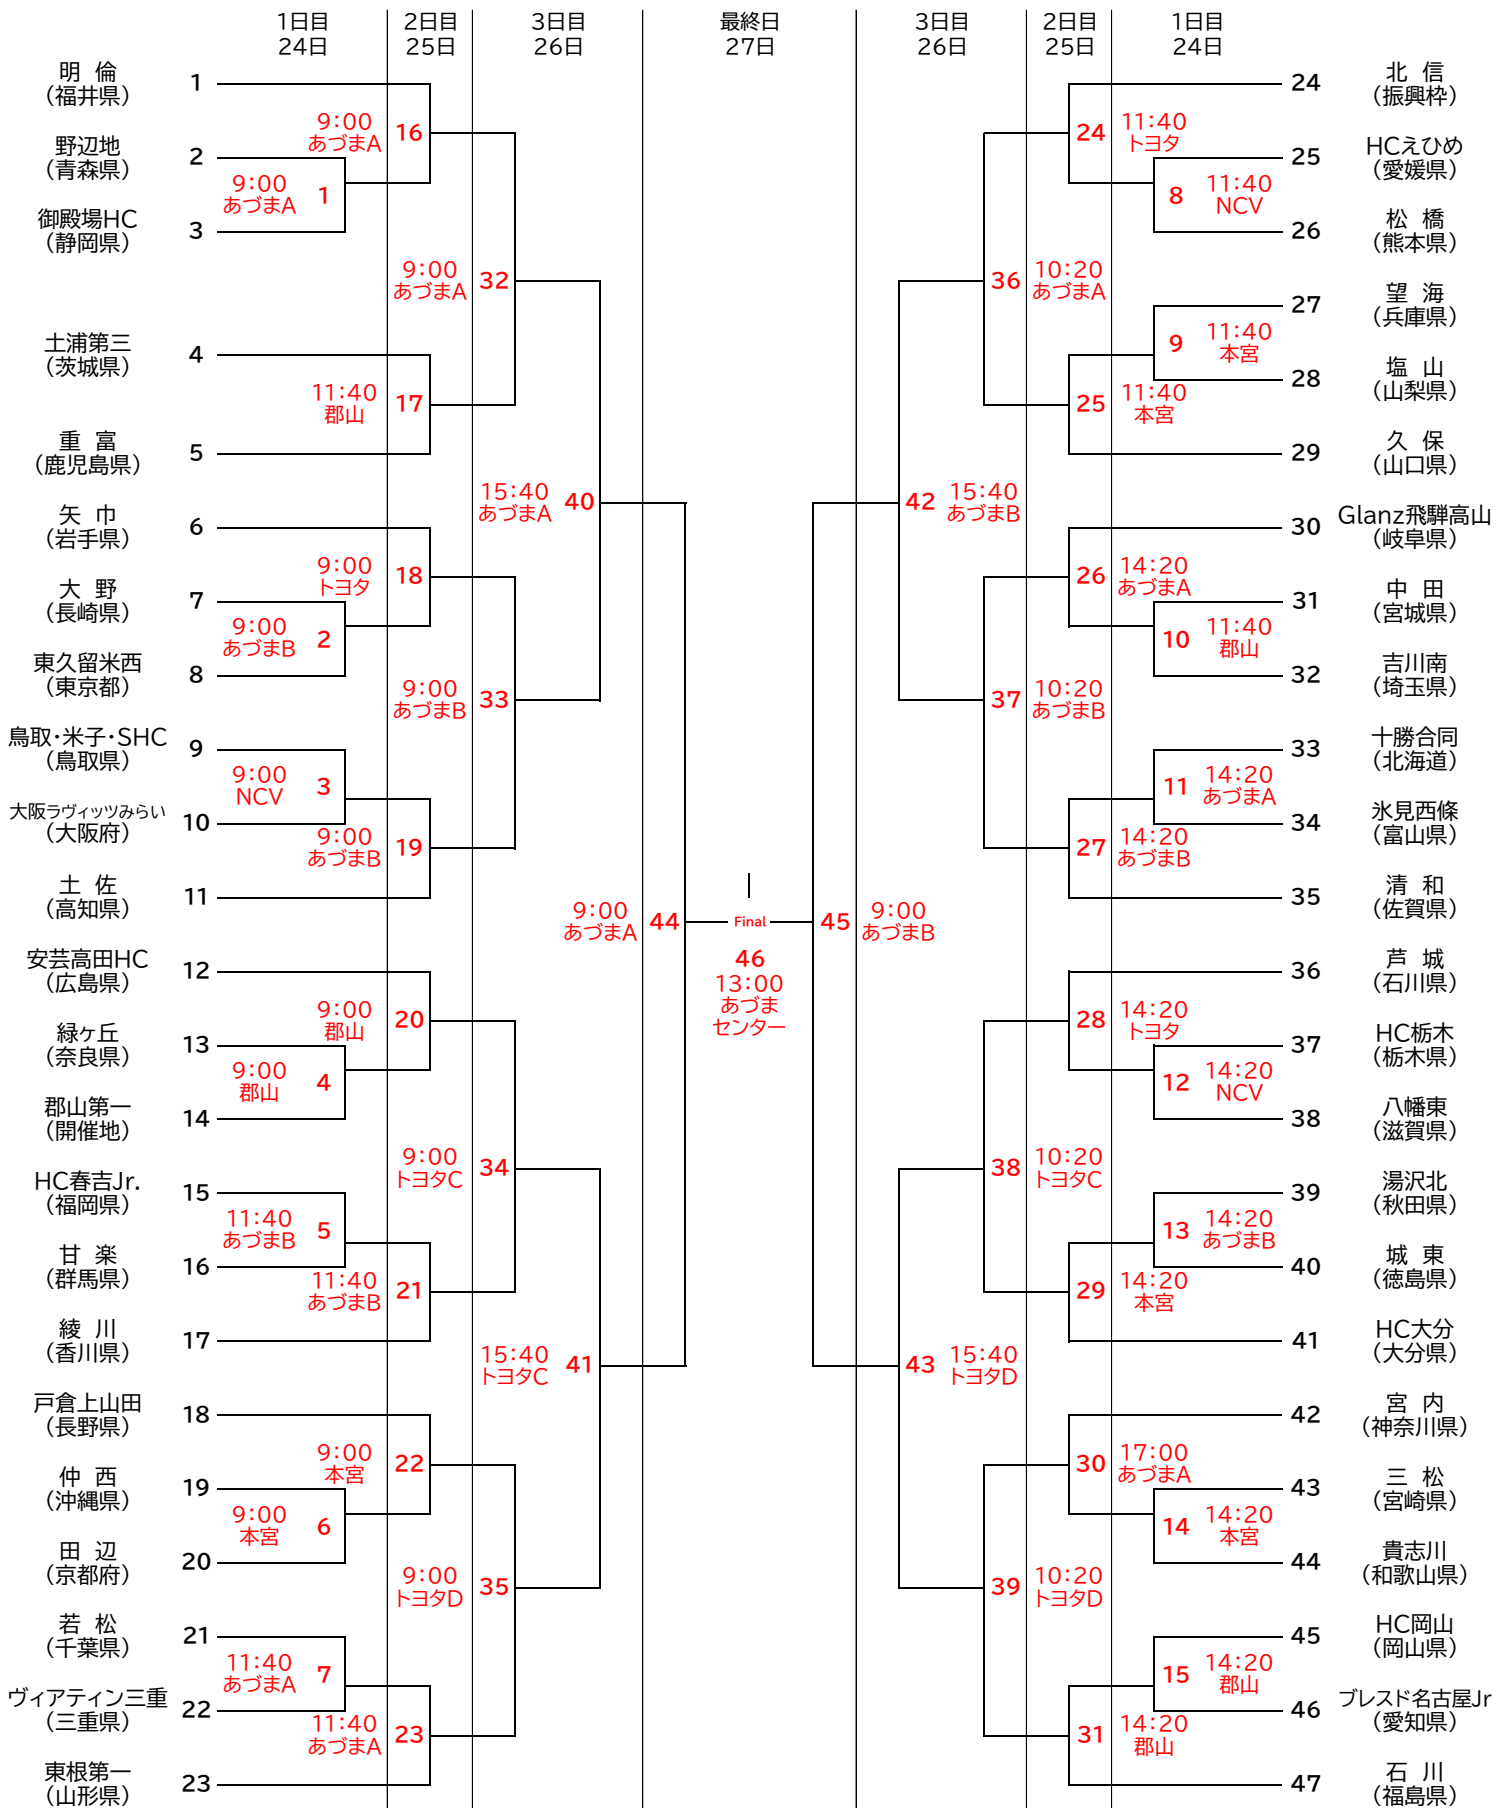 1日目
24日
2日目
25日
3日目
26日
最終日
27日
3日目
26日
2日目
25日
1日目
24日
明 倫
（福井県）
1
野辺地
（青森県）
2
御殿場HC
（静岡県）
3
土浦第三
（茨城県）
4
重 富
（鹿児島県）
5
矢 巾
（岩手県）
6
大 野
（長崎県）
7
東久留米西
（東京都）
8
鳥取・米子・SHC
（鳥取県）
9
大阪ラヴィッツみらい
（大阪府）
10
土 佐
（高知県）
11
安芸高田HC
（広島県）
12
緑ヶ丘
（奈良県）
13
郡山第一
（開催地）
14
HC春吉Jr.
（福岡県）
15
甘 楽
（群馬県）
16
綾 川
（香川県）
17
戸倉上山田
（長野県）
18
仲 西
（沖縄県）
19
田 辺
（京都府）
20
若 松
（千葉県）
21
ヴィアティン三重
（三重県）
22
東根第一
（山形県）
23
9:00
あづまA
1
9:00
あづまB
2
9:00
NCV
3
9:00
郡山
4
11:40
あづまB
5
9:00
本宮
6
11:40
あづまA
7
9:00
あづまA
16
11:40
郡山
17
9:00
トヨタ
18
9:00
あづまB
19
9:00
郡山
20
11:40
あづまB
21
9:00
本宮
22
11:40
あづまA
23
9:00
あづまA
32
9:00
あづまB
33
9:00
トヨタC
34
9:00
トヨタD
35
15:40
あづまA
40
15:40
トヨタC
41
9:00
あづまA
44
Final
46
13:00
あづま
センター
45
9:00
あづまB
42
15:40
あづまB
43
15:40
トヨタD
36
10:20
あづまA
37
10:20
あづまB
38
10:20
トヨタC
39
10:20
トヨタD
24
11:40
トヨタ
25
11:40
本宮
26
14:20
あづまA
27
14:20
あづまB
28
14:20
トヨタ
29
14:20
本宮
30
17:00
あづまA
31
14:20
郡山
8
11:40
NCV
9
11:40
本宮
10
11:40
郡山
11
14:20
あづまA
12
14:20
NCV
13
14:20
あづまB
14
14:20
本宮
15
14:20
郡山
24
北 信
（振興枠）
25
HCえひめ
（愛媛県）
26
松 橋
（熊本県）
27
望 海
（兵庫県）
28
塩 山
（山梨県）
29
久 保
（山口県）
30
Glanz飛騨高山
（岐阜県）
31
中 田
（宮城県）
32
吉川南
（埼玉県）
33
十勝合同
（北海道）
34
氷見西條
（富山県）
35
清 和
（佐賀県）
36
芦 城
（石川県）
37
HC栃木
（栃木県）
38
八幡東
（滋賀県）
39
湯沢北
（秋田県）
40
城 東
（徳島県）
41
HC大分
（大分県）
42
宮 内
（神奈川県）
43
三 松
（宮崎県）
44
貴志川
（和歌山県）
45
HC岡山
（岡山県）
46
ブレスド名古屋Jr
（愛知県）
47
石 川
（福島県）